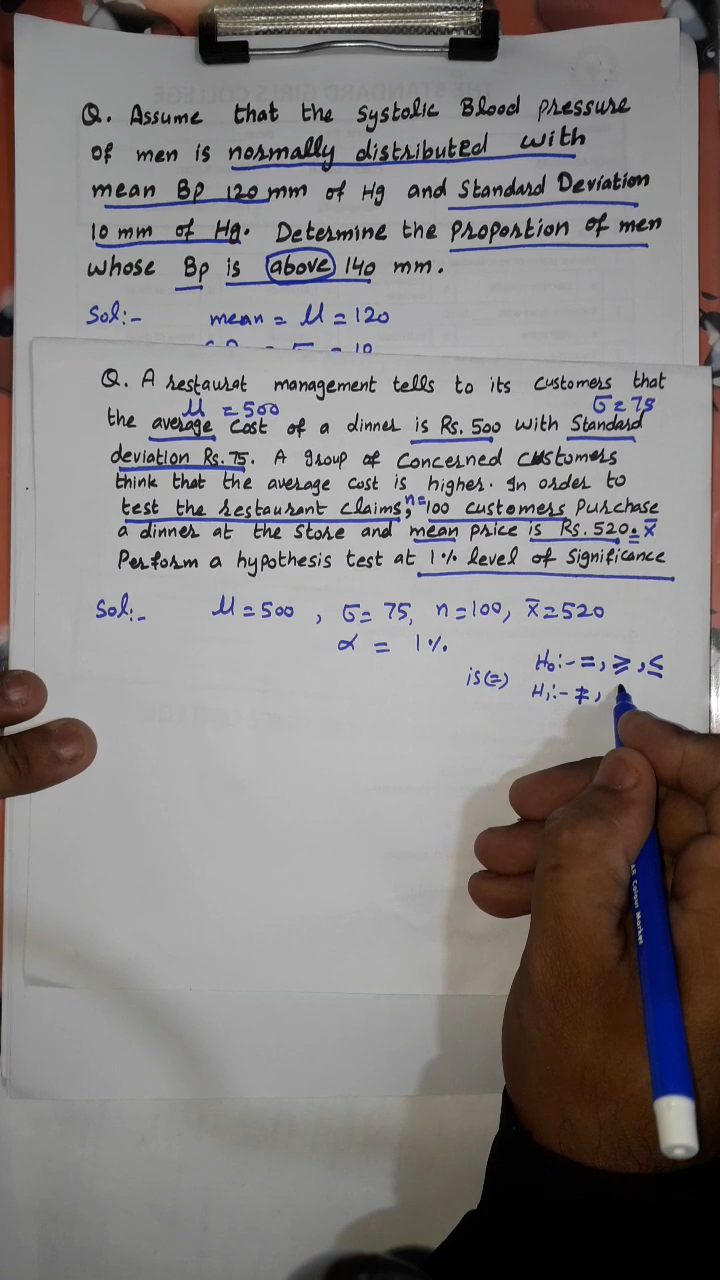 Q. Assume that the Systolic Blood pressure
of men is normally distributed with
mean Bp 120 mm of Hg and Standard Deviation
10 mm of Hg. Determine the proportion of men
whose Bp is above 140 mm.
Sol:- mean = μ = 120
Q. A restaurat management tells to its customers that
μ = 500 σ = 75
the average cost of a dinner is Rs. 500 with Standard
deviation Rs. 75. A group of concerned customers
think that the average cost is higher. In order to
test the restaurant claims, n= 100 customers purchase
a dinner at the store and mean price is Rs. 520. = x̄
Perform a hypothesis test at 1% level of Significance
Sol:- μ = 500 , σ = 75, n = 100, x̄ = 520
α = 1%
H₀:- =, ≥, ≤
is(=) H₁:- ≠,